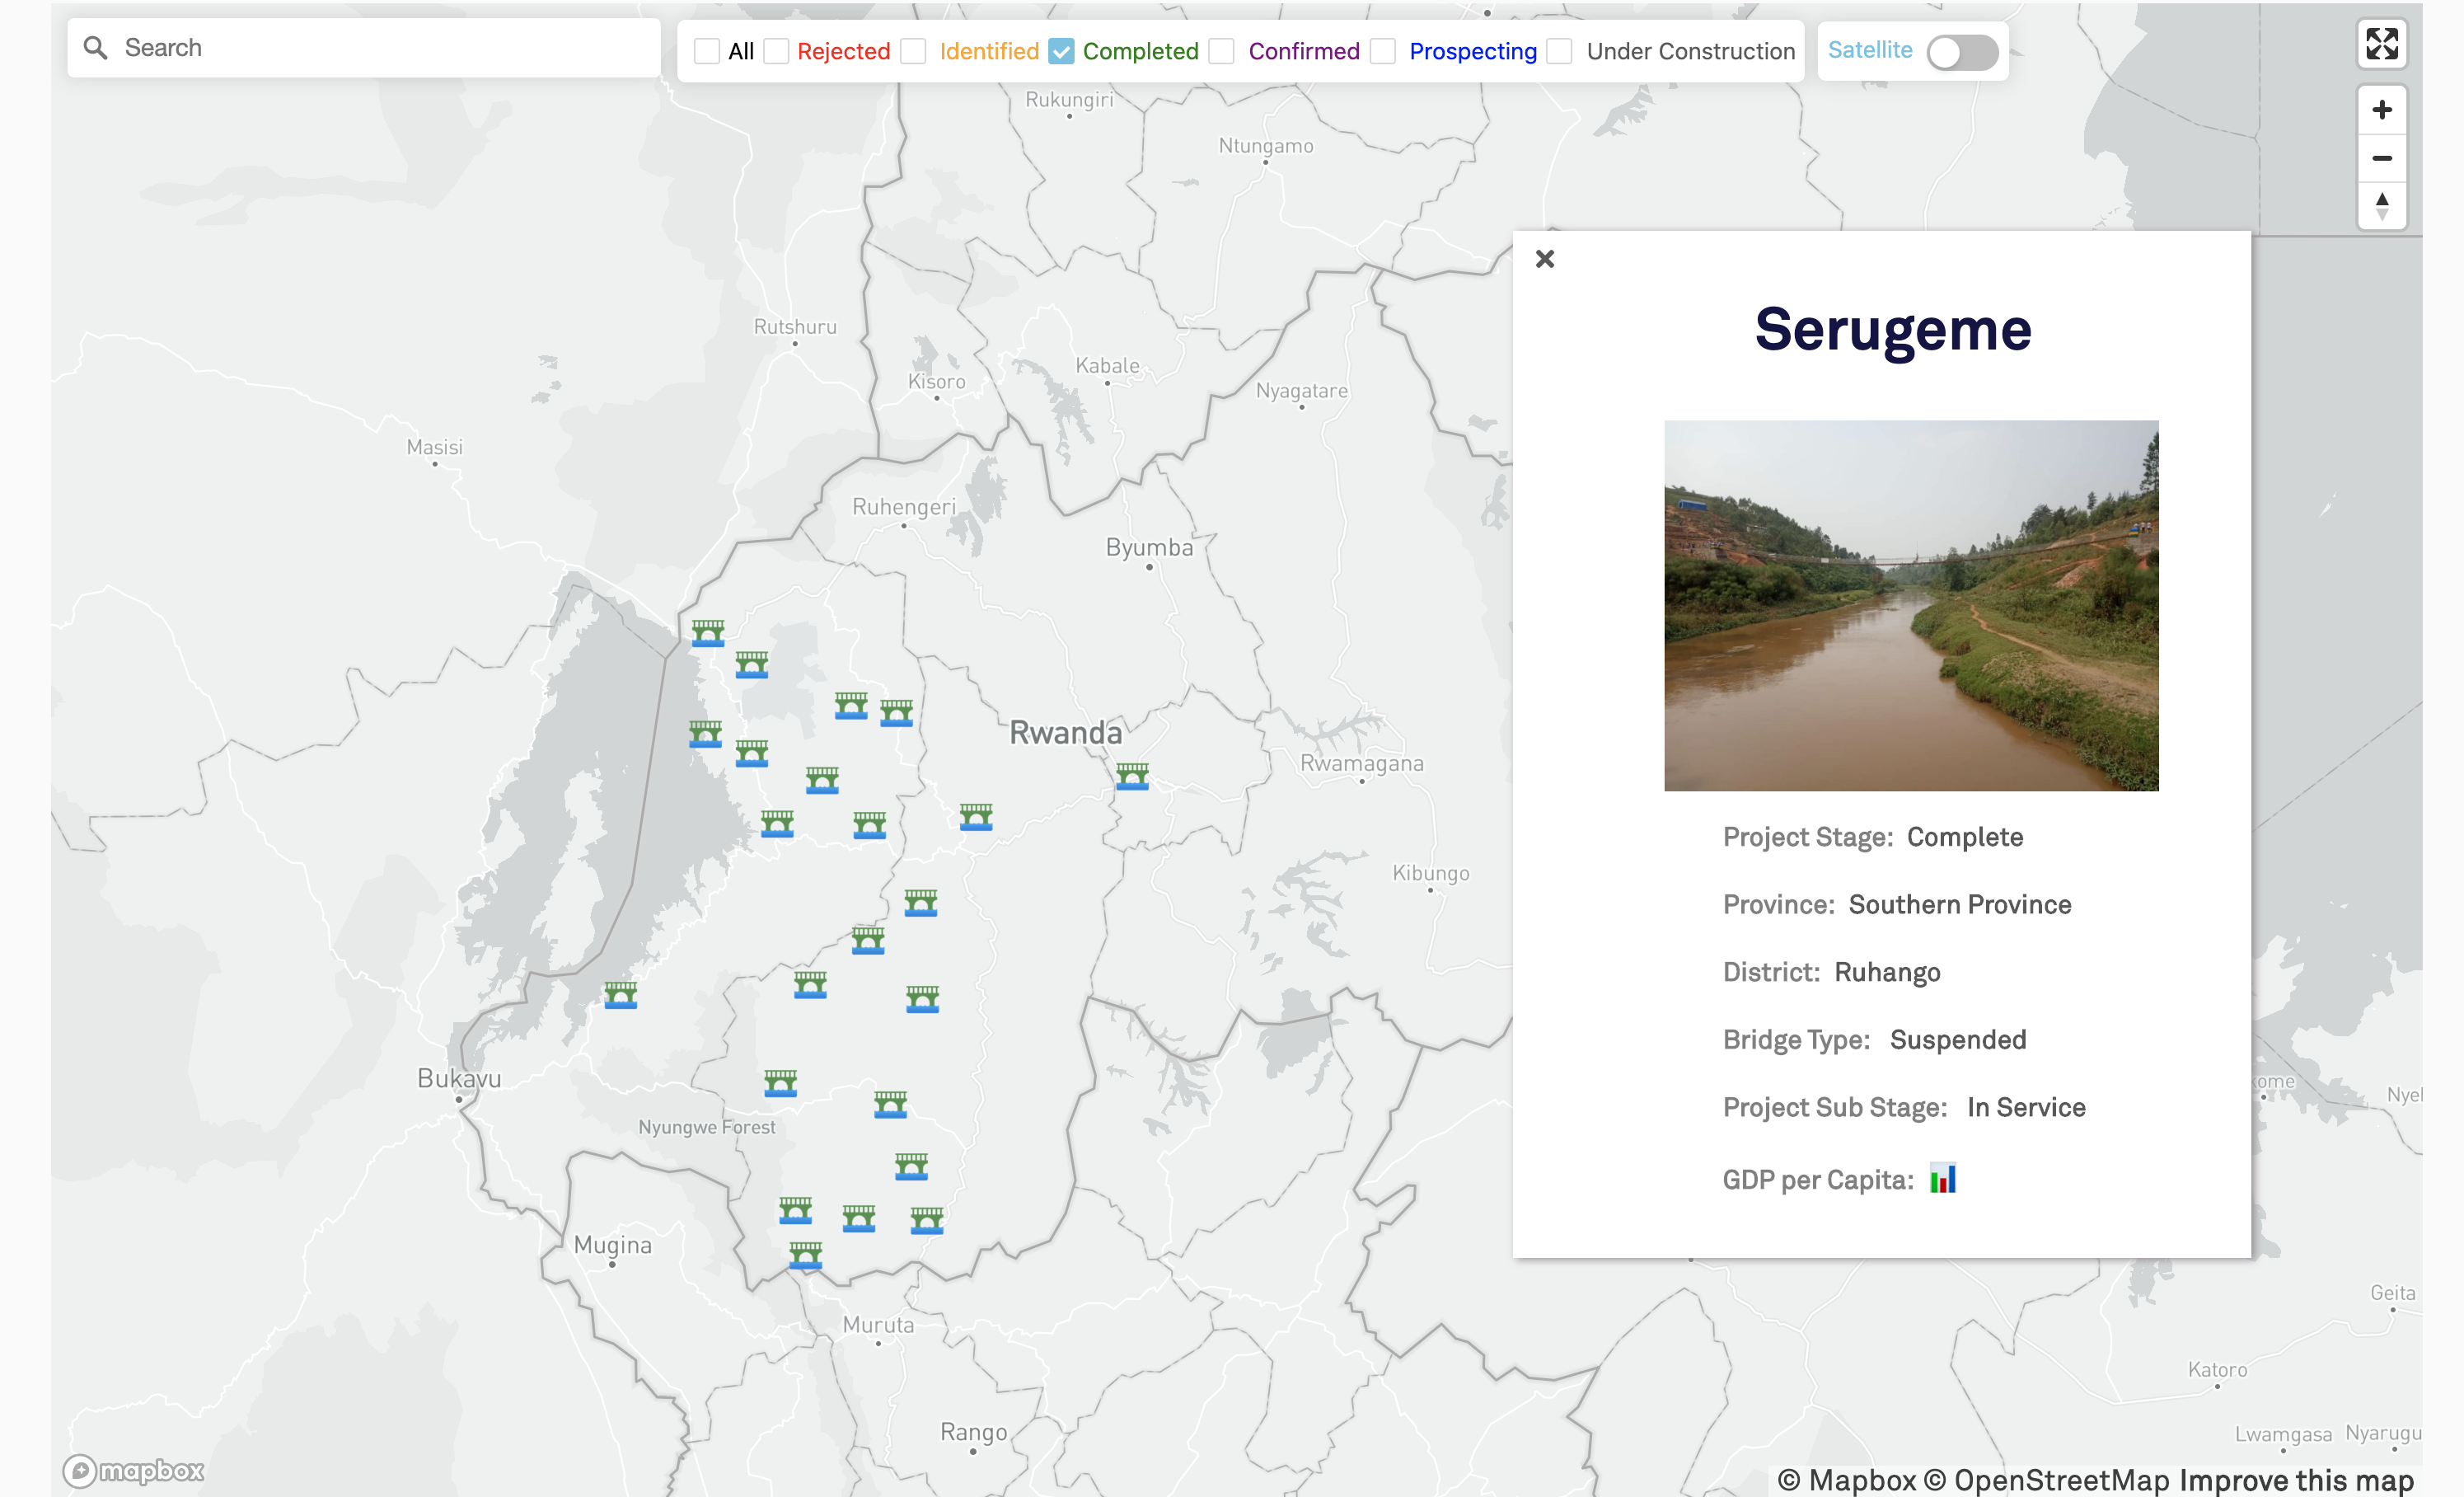 Search
All Rejected Identified Completed Confirmed Prospecting Under Construction
Satellite
Rukungiri
Ntungamo
Rutshuru
Kabale
Kisoro
Nyagatare
Masisi
Ruhengeri
Byumba
Rwanda
Rwamagana
Kibungo
Bukavu
Nyungwe Forest
Mugina
Muruta
Rango
Serugeme
Project Stage: Complete
Province: Southern Province
District: Ruhango
Bridge Type: Suspended
Project Sub Stage: In Service
GDP per Capita:
ome
Nyel
Geita
Katoro
Lwamgasa
Nyarugu
mapbox
© Mapbox © OpenStreetMap Improve this map